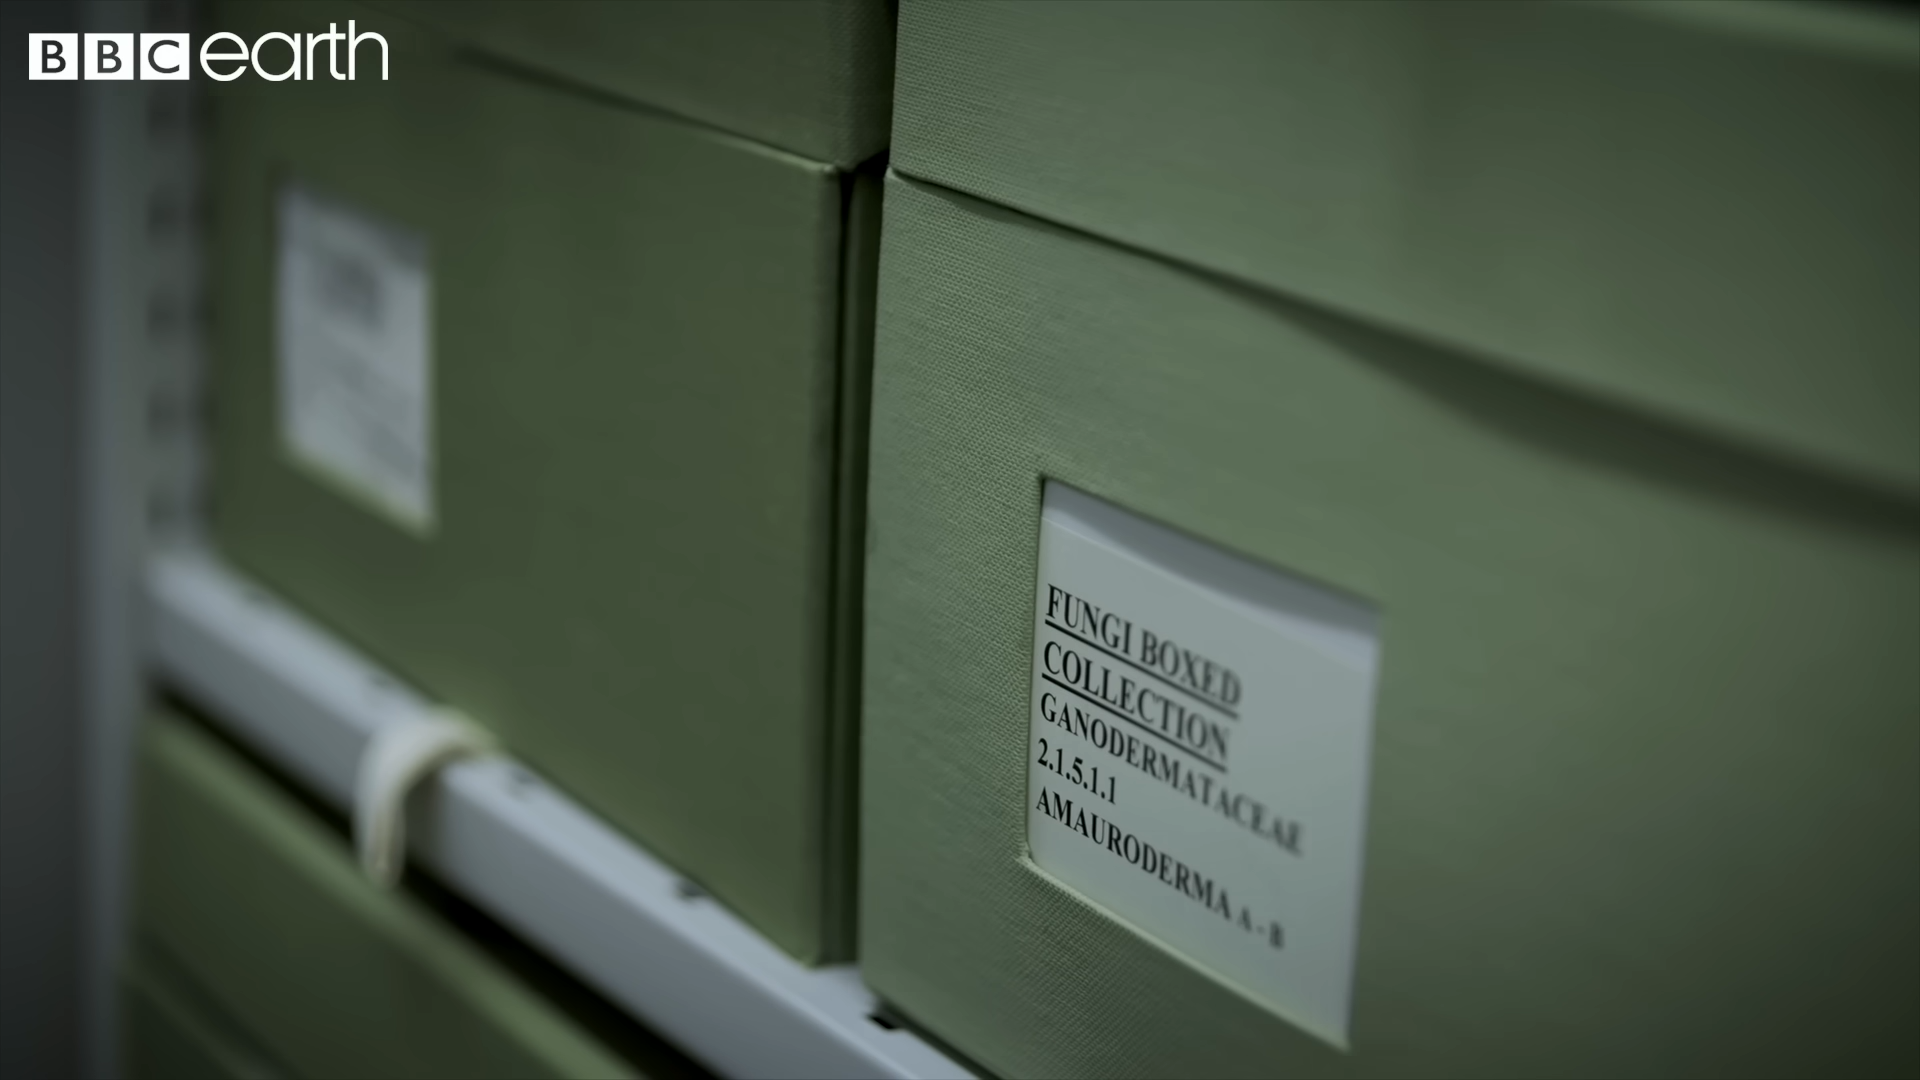 BBC earth
FUNGI BOXED
COLLECTION
GANODERMATACEAE
2.1.5.1.1
AMAURODERMA A - B